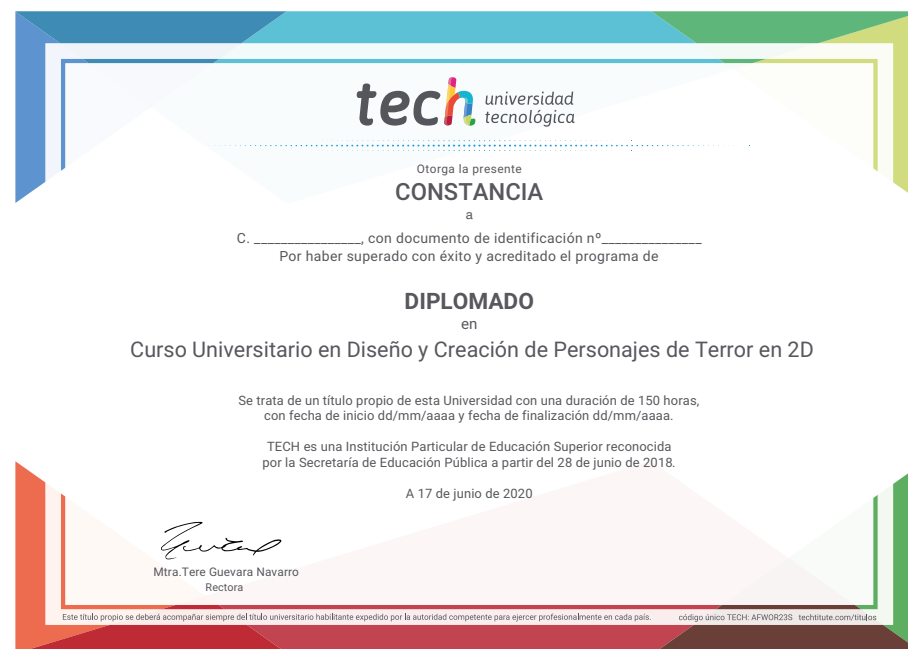 tech universidad
tecnológica
Otorga la presente
CONSTANCIA
a
C. ________________, con documento de identificación nº_______________
Por haber superado con éxito y acreditado el programa de
DIPLOMADO
en
Curso Universitario en Diseño y Creación de Personajes de Terror en 2D
Se trata de un título propio de esta Universidad con una duración de 150 horas,
con fecha de inicio dd/mm/aaaa y fecha de finalización dd/mm/aaaa.
TECH es una Institución Particular de Educación Superior reconocida
por la Secretaría de Educación Pública a partir del 28 de junio de 2018.
A 17 de junio de 2020
Mtra.Tere Guevara Navarro
Rectora
Este título propio se deberá acompañar siempre del título universitario habilitante expedido por la autoridad competente para ejercer profesionalmente en cada país. código único TECH: AFWOR23S techtitute.com/titulos